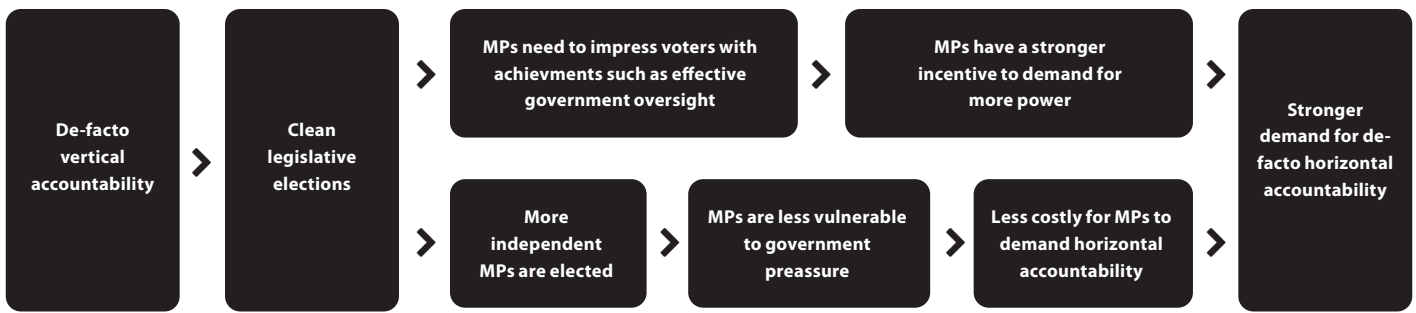 De-facto
vertical
accountability
Clean
legislative
elections
MPs need to impress voters with
achievments such as effective
government oversight
MPs have a stronger
incentive to demand for
more power
More
independent
MPs are elected
MPs are less vulnerable
to government
preassure
Less costly for MPs to
demand horizontal
accountability
Stronger
demand for de-
facto horizontal
accountability